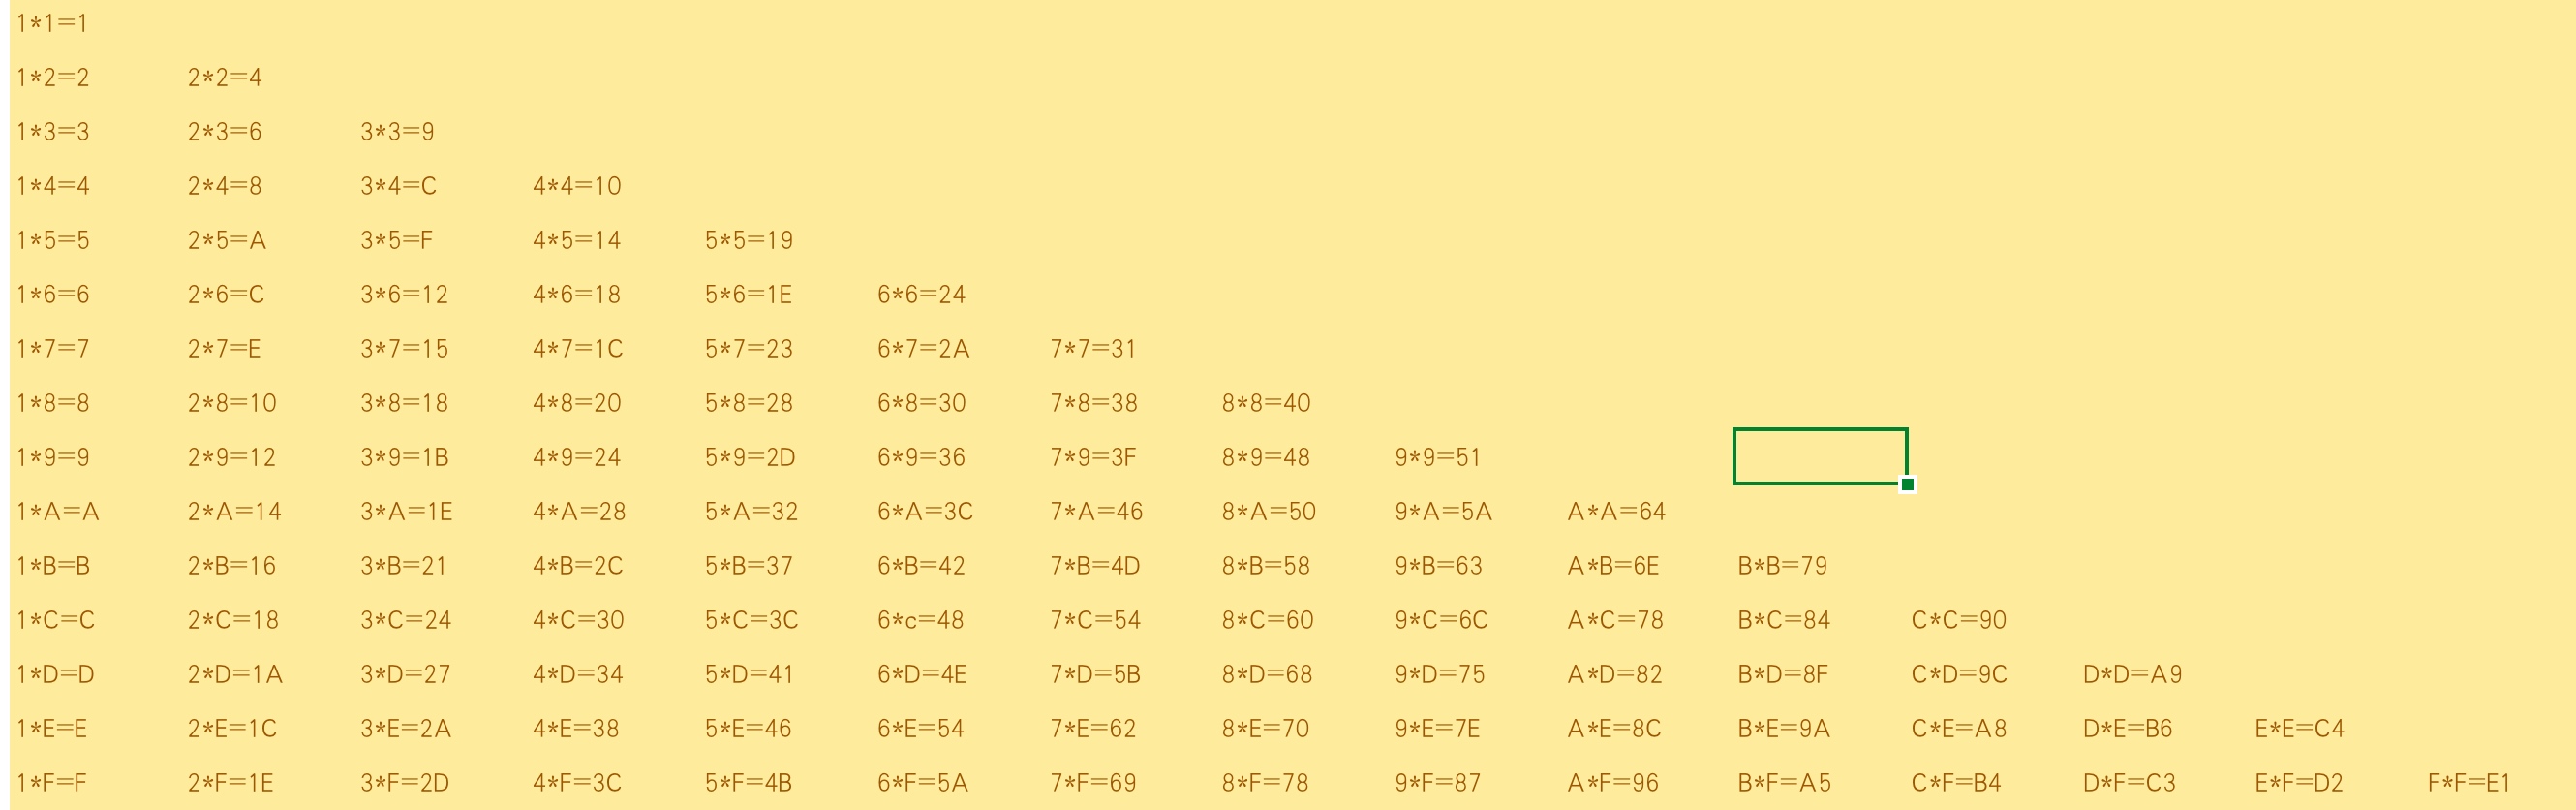 1*1=1
1*2=2 2*2=4
1*3=3 2*3=6 3*3=9
1*4=4 2*4=8 3*4=C 4*4=10
1*5=5 2*5=A 3*5=F 4*5=14 5*5=19
1*6=6 2*6=C 3*6=12 4*6=18 5*6=1E 6*6=24
1*7=7 2*7=E 3*7=15 4*7=1C 5*7=23 6*7=2A 7*7=31
1*8=8 2*8=10 3*8=18 4*8=20 5*8=28 6*8=30 7*8=38 8*8=40
1*9=9 2*9=12 3*9=1B 4*9=24 5*9=2D 6*9=36 7*9=3F 8*9=48 9*9=51
1*A=A 2*A=14 3*A=1E 4*A=28 5*A=32 6*A=3C 7*A=46 8*A=50 9*A=5A A*A=64
1*B=B 2*B=16 3*B=21 4*B=2C 5*B=37 6*B=42 7*B=4D 8*B=58 9*B=63 A*B=6E B*B=79
1*C=C 2*C=18 3*C=24 4*C=30 5*C=3C 6*c=48 7*C=54 8*C=60 9*C=6C A*C=78 B*C=84 C*C=90
1*D=D 2*D=1A 3*D=27 4*D=34 5*D=41 6*D=4E 7*D=5B 8*D=68 9*D=75 A*D=82 B*D=8F C*D=9C D*D=A9
1*E=E 2*E=1C 3*E=2A 4*E=38 5*E=46 6*E=54 7*E=62 8*E=70 9*E=7E A*E=8C B*E=9A C*E=A8 D*E=B6 E*E=C4
1*F=F 2*F=1E 3*F=2D 4*F=3C 5*F=4B 6*F=5A 7*F=69 8*F=78 9*F=87 A*F=96 B*F=A5 C*F=B4 D*F=C3 E*F=D2 F*F=E1